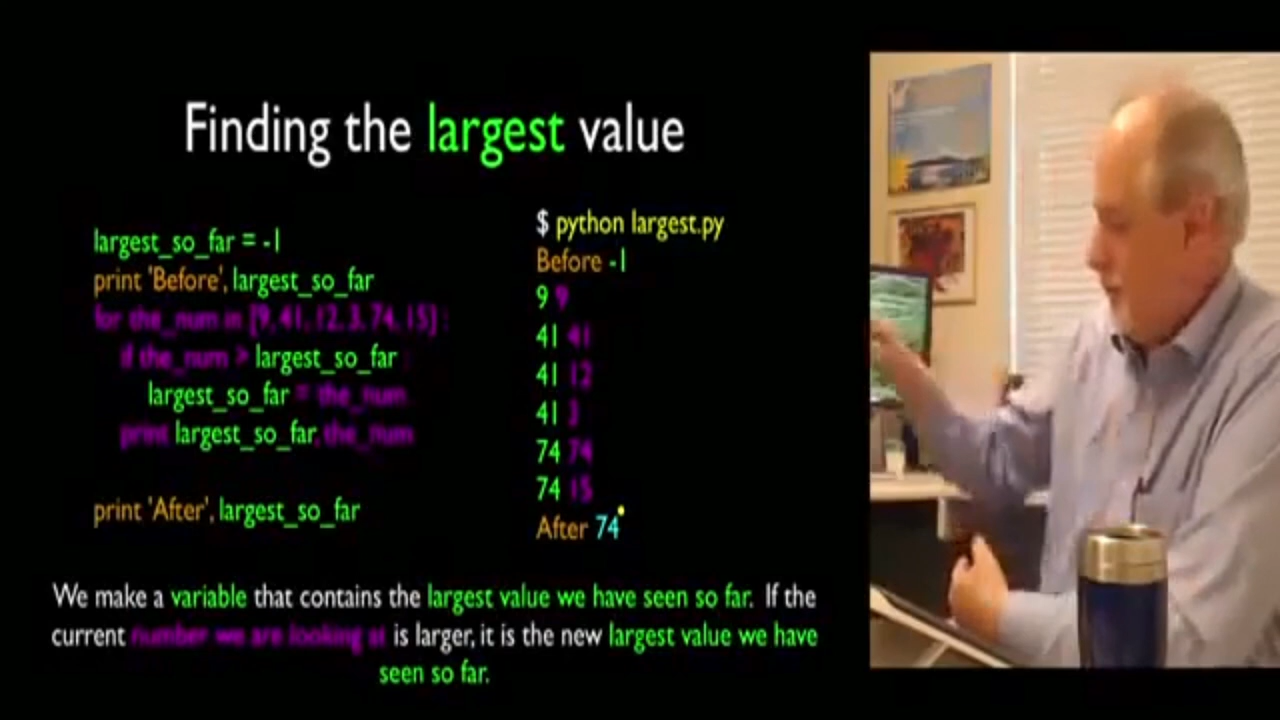 Finding the largest value
largest_so_far = -1
print 'Before', largest_so_far
for the_num in [9, 41, 12, 3, 74, 15] :
if the_num > largest_so_far :
largest_so_far = the_num
print largest_so_far, the_num
print 'After', largest_so_far
$ python largest.py
Before -1
9 9
41 41
41 12
41 3
74 74
74 15
After 74
We make a variable that contains the largest value we have seen so far. If the
current number we are looking at is larger, it is the new largest value we have
seen so far.